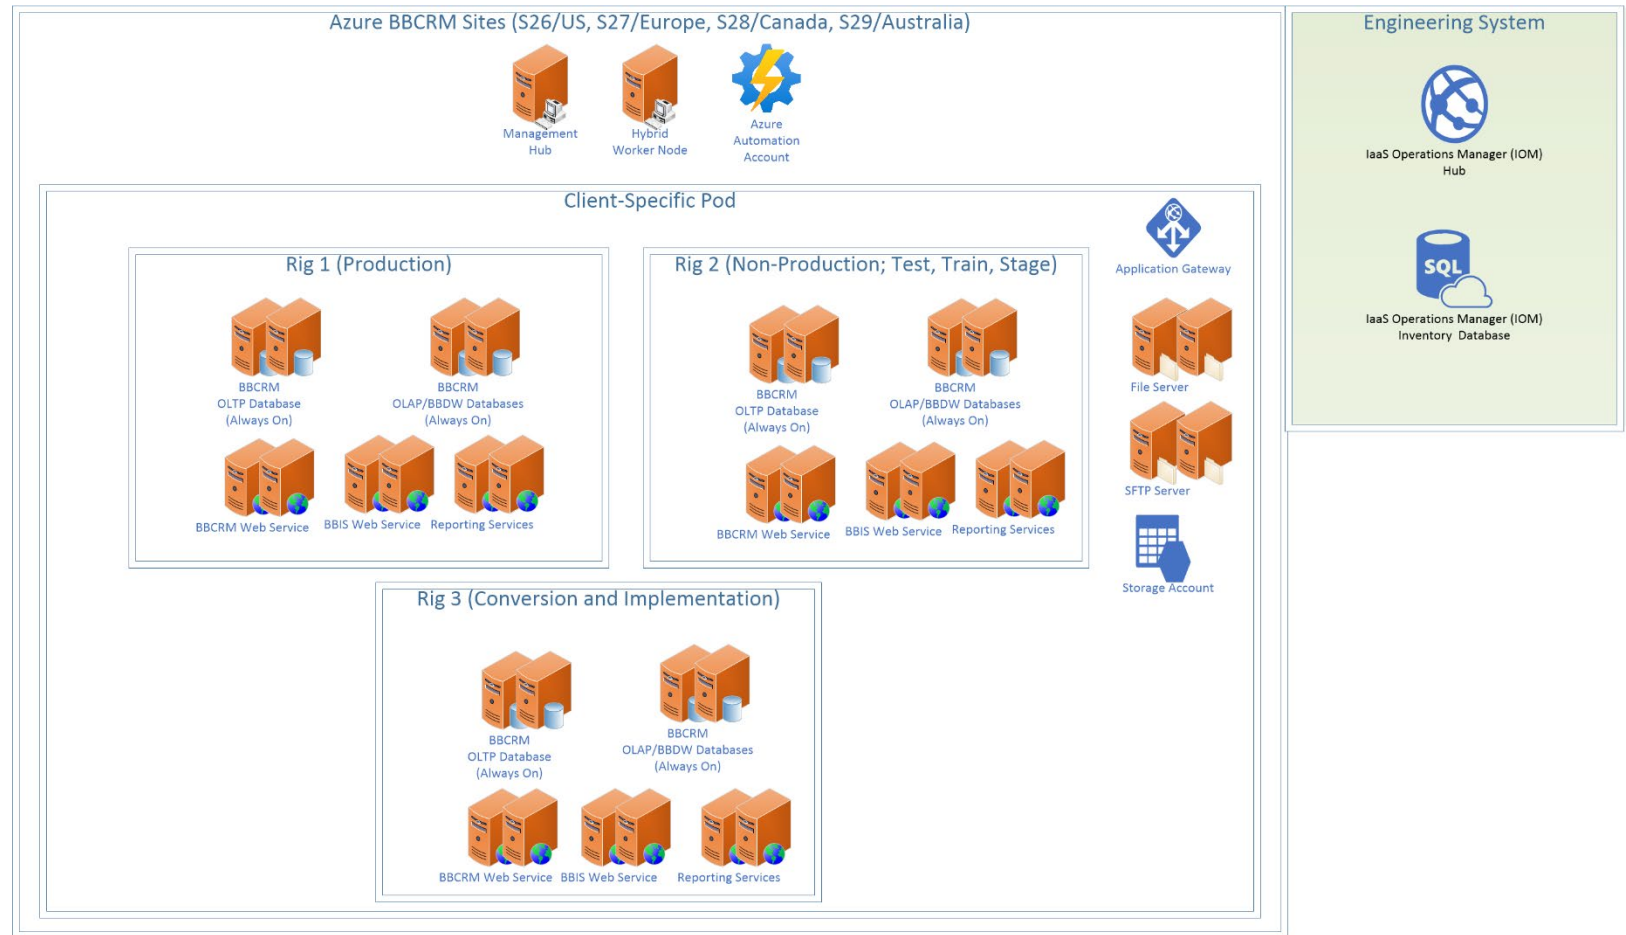 Azure BBCRM Sites (S26/US, S27/Europe, S28/Canada, S29/Australia)
Management
Hub
Hybrid
Worker Node
Azure
Automation
Account
Client-Specific Pod
Rig 1 (Production)
BBCRM
OLTP Database
(Always On)
BBCRM
OLAP/BBDW Databases
(Always On)
BBCRM Web Service
BBIS Web Service
Reporting Services
Rig 2 (Non-Production; Test, Train, Stage)
BBCRM
OLTP Database
(Always On)
BBCRM
OLAP/BBDW Databases
(Always On)
BBCRM Web Service
BBIS Web Service
Reporting Services
Rig 3 (Conversion and Implementation)
BBCRM
OLTP Database
(Always On)
BBCRM
OLAP/BBDW Databases
(Always On)
BBCRM Web Service
BBIS Web Service
Reporting Services
Application Gateway
File Server
SFTP Server
Storage Account
Engineering System
IaaS Operations Manager (IOM)
Hub
SQL
IaaS Operations Manager (IOM)
Inventory Database